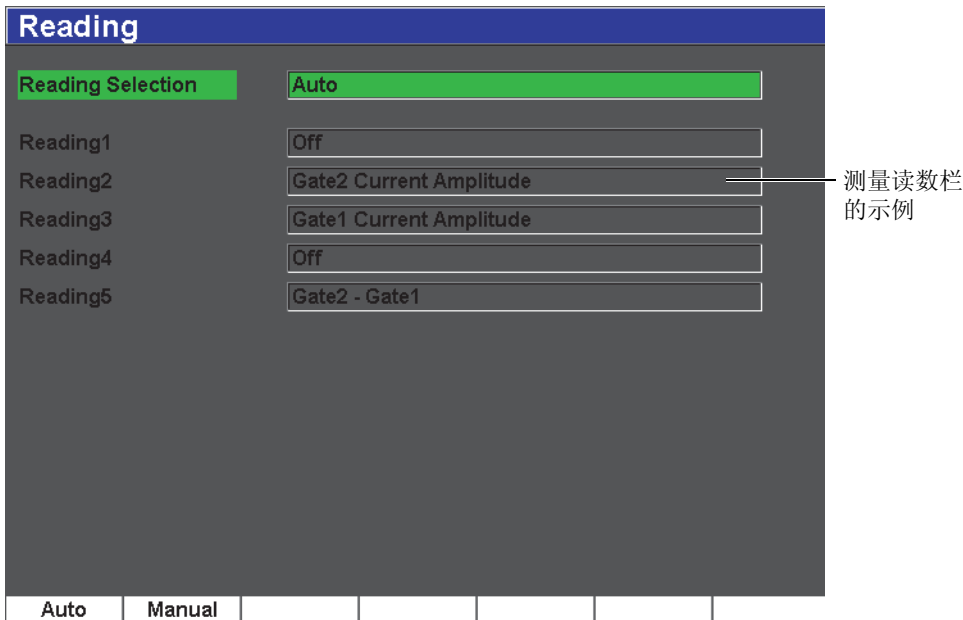 Reading
Reading Selection Auto
Reading1 Off
Reading2 Gate2 Current Amplitude
测量读数栏
的示例
Reading3 Gate1 Current Amplitude
Reading4 Off
Reading5 Gate2 - Gate1
Auto Manual